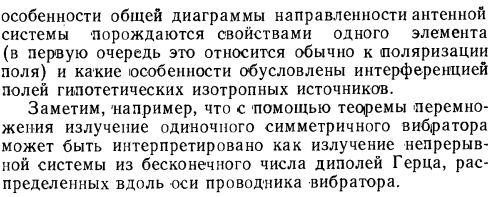 особенности общей диаграммы направленности антенной
системы порождаются свойствами одного элемента
(в первую очередь это относится обычно к поляризации
поля) и какие особенности обусловлены интерференцией
полей гипотетических изотропных источников.
Заметим, например, что с помощью теоремы перемно-
жения излучение одиночного симметричного вибратора
может быть интерпретировано как излучение непрерыв-
ной системы из бесконечного числа диполей Герца, рас-
пределенных вдоль оси проводника вибратора.